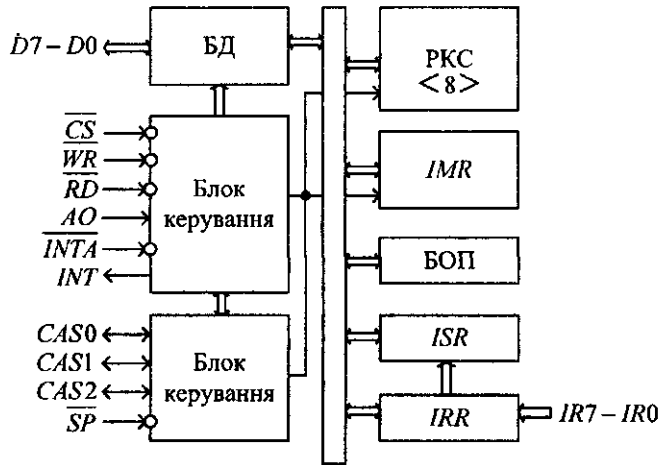 D7–D0
БД
РКС
<8>
CS
WR
RD
AO
INTA
INT
Блок
керування
IMR
БОП
CAS0
CAS1
CAS2
SP
Блок
керування
ISR
IRR
IR7–IR0